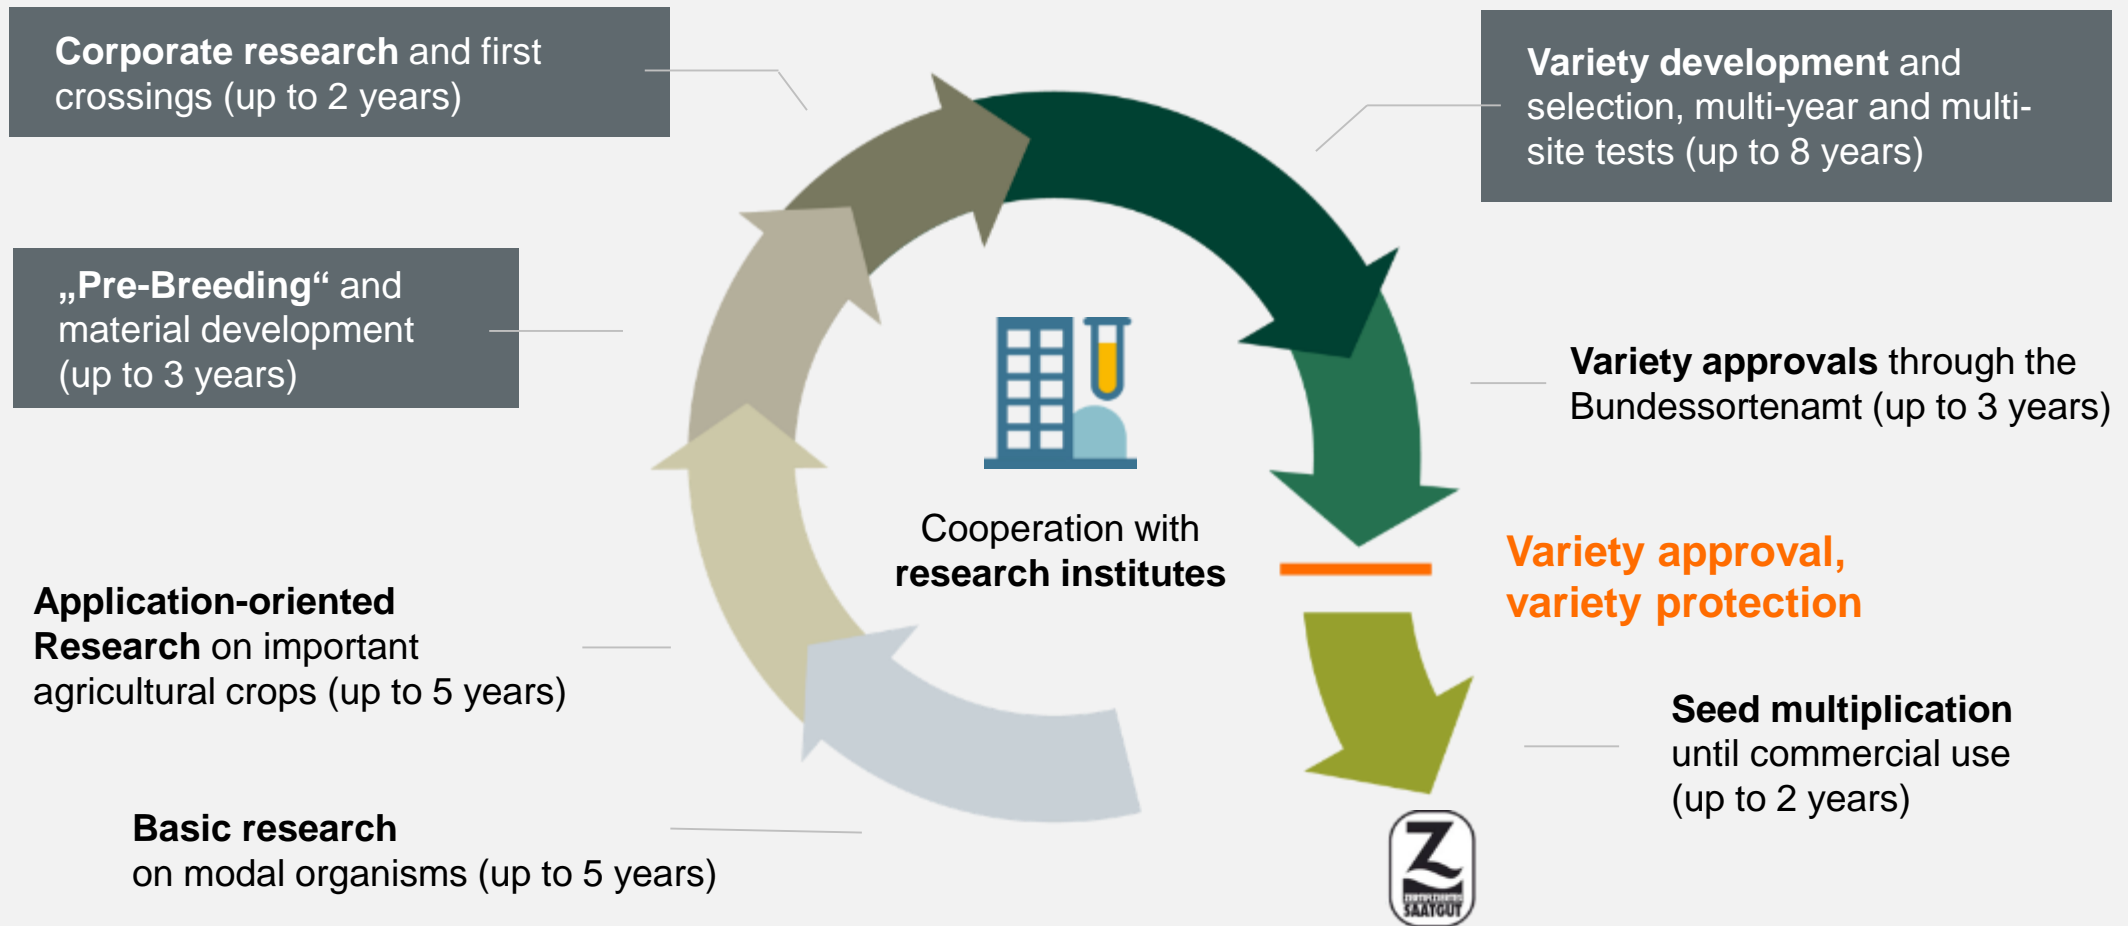 Corporate research and first
crossings (up to 2 years)
Variety development and
selection, multi-year and multi-
site tests (up to 8 years)
„Pre-Breeding“ and
material development
(up to 3 years)
Variety approvals through the
Bundessortenamt (up to 3 years)
Cooperation with
research institutes
Variety approval,
variety protection
Application-oriented
Research on important
agricultural crops (up to 5 years)
Seed multiplication
until commercial use
(up to 2 years)
Basic research
on modal organisms (up to 5 years)
Z
ZERTIFIZIERTES
SAATGUT